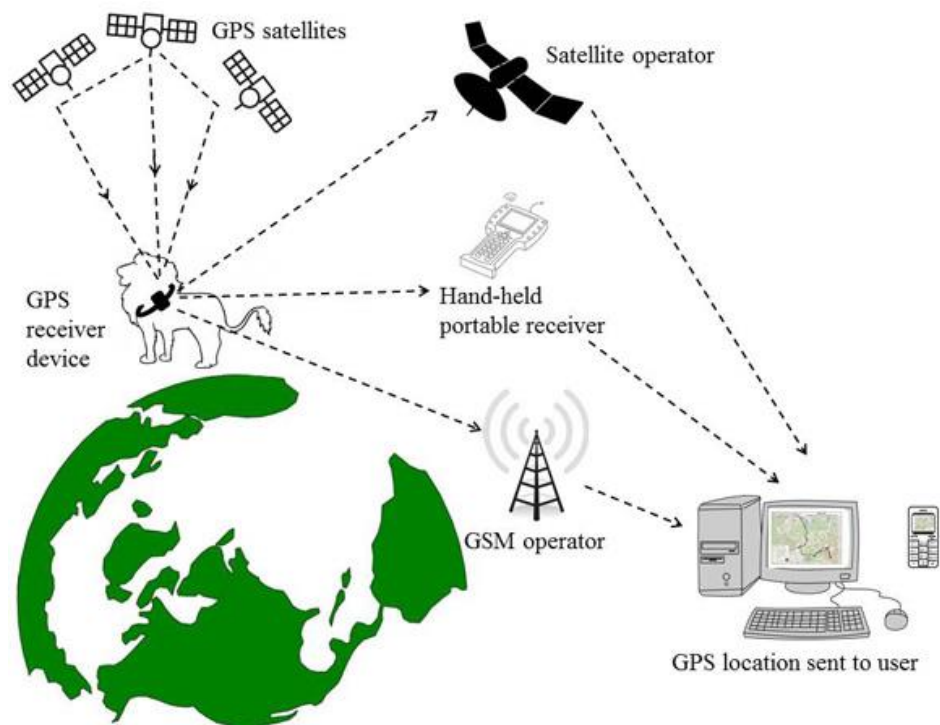 GPS satellites
Satellite operator
GPS
receiver
device
Hand-held
portable receiver
GSM operator
GPS location sent to user